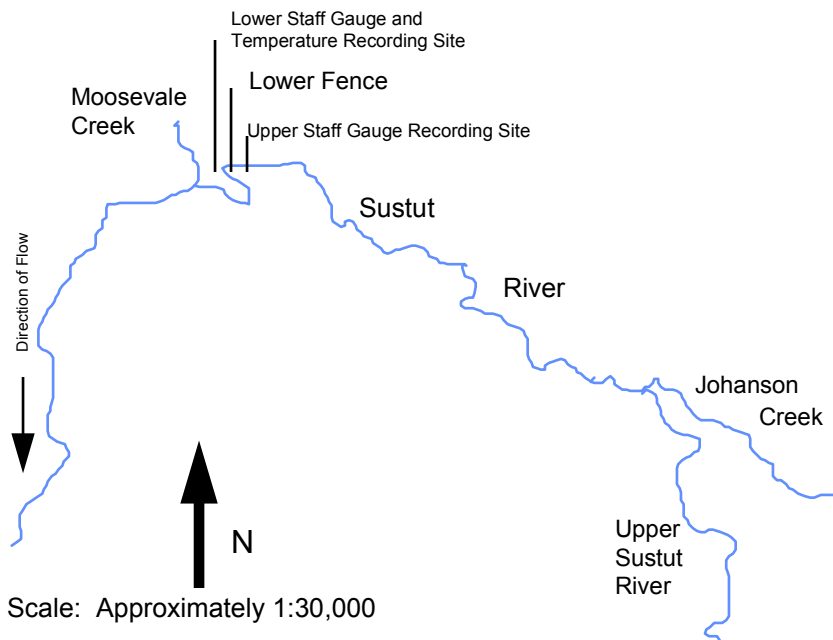 Lower Staff Gauge and
Temperature Recording Site
Lower Fence
Moosevale
Creek
Upper Staff Gauge Recording Site
Sustut
River
Direction of Flow
Johanson
Creek
Upper
Sustut
River
N
Scale: Approximately 1:30,000